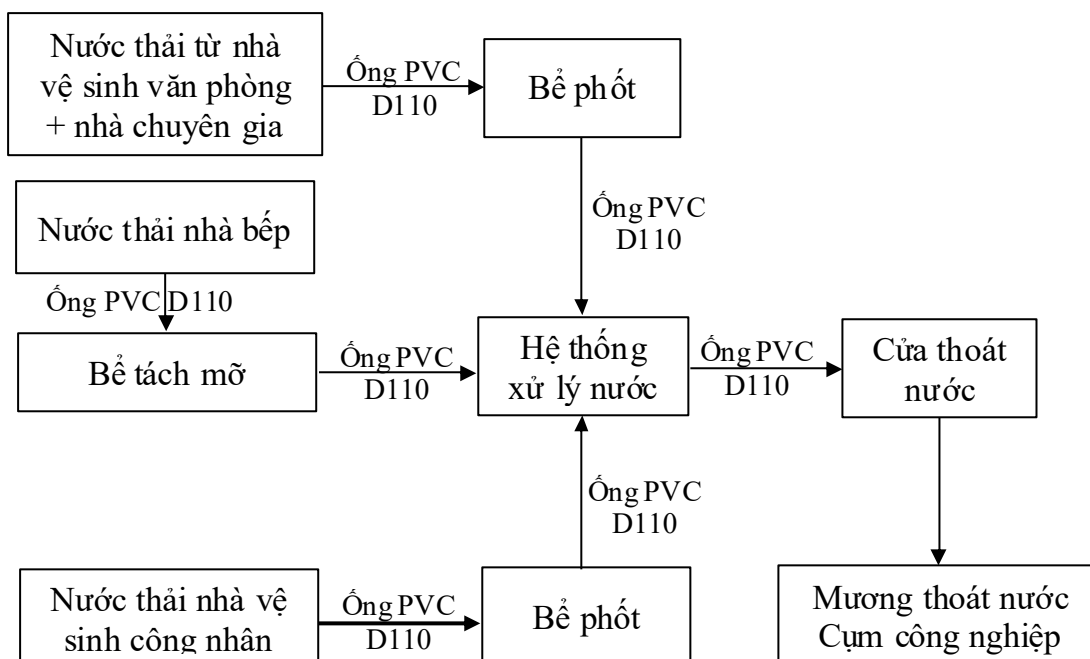 Nước thải từ nhà
vệ sinh văn phòng
+ nhà chuyên gia
Ống PVC
D110
Bể phốt
Ống PVC
D110
Nước thải nhà bếp
Ống PVC D110
Bể tách mỡ
Ống PVC
D110
Hệ thống
xử lý nước
Ống PVC
D110
Cửa thoát
nước
Ống PVC
D110
Nước thải nhà vệ
sinh công nhân
Ống PVC
D110
Bể phốt
Mương thoát nước
Cụm công nghiệp